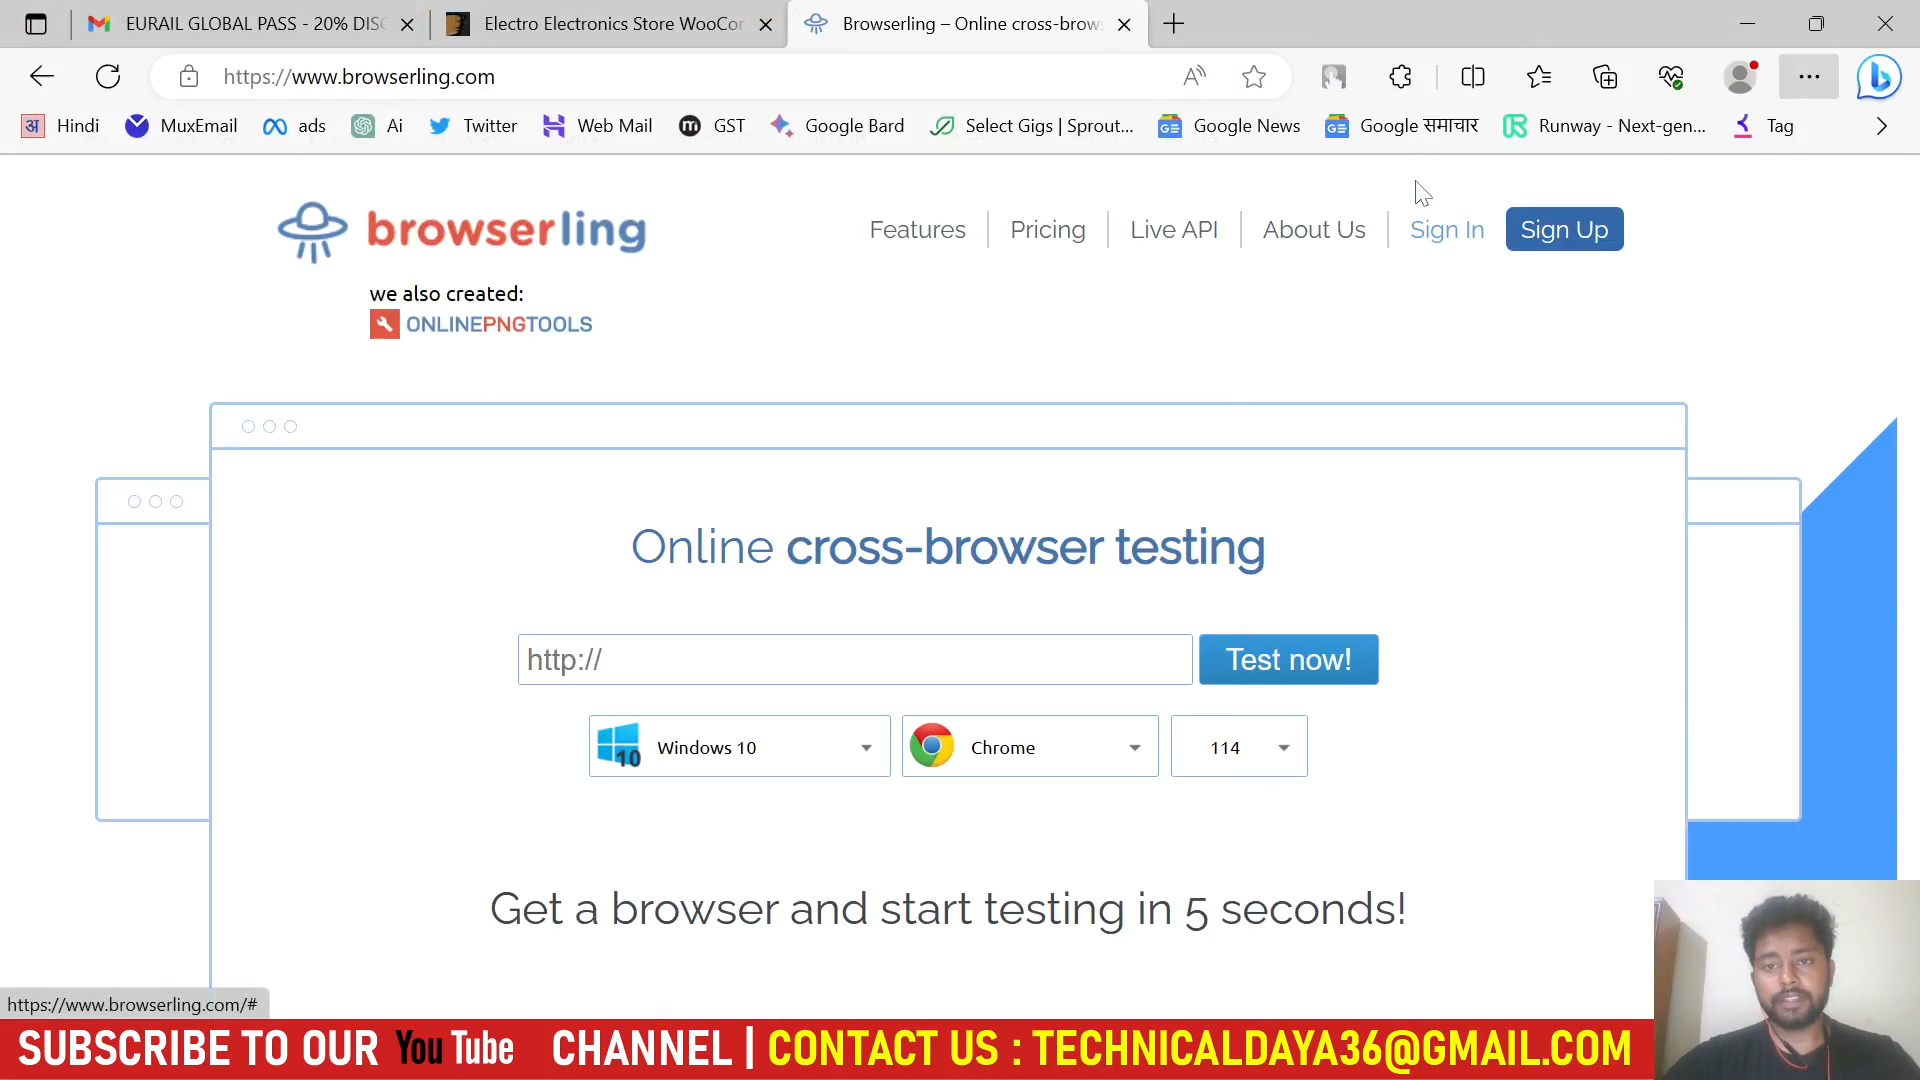 EURAIL GLOBAL PASS - 20% DISC
Electro Electronics Store WooCor
Browserling – Online cross-brows
https://www.browserling.com
अ Hindi
MuxEmail
ads
Ai
Twitter
Web Mail
GST
Google Bard
Select Gigs | Sprout...
Google News
Google समाचार
Runway - Next-gen...
Tag
browserling
Features
Pricing
Live API
About Us
Sign In
Sign Up
we also created:
ONLINEPNGTOOLS
Online cross-browser testing
http://
Test now!
10 Windows 10
Chrome
114
Get a browser and start testing in 5 seconds!
https://www.browserling.com/#
SUBSCRIBE TO OUR YouTube CHANNEL | CONTACT US : TECHNICALDAYA36@GMAIL.COM